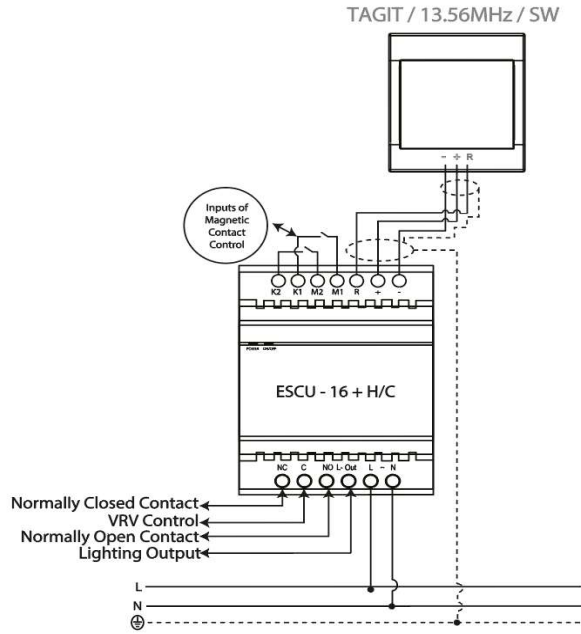 TAGIT / 13.56MHz / SW
- + R
Inputs of
Magnetic
Contact
Control
K2 K1 M2 M1 R + -
POWER ON/OFF
ESCU - 16 + H/C
NC C NO L- Out L ~ N
Normally Closed Contact
VRV Control
Normally Open Contact
Lighting Output
L
N